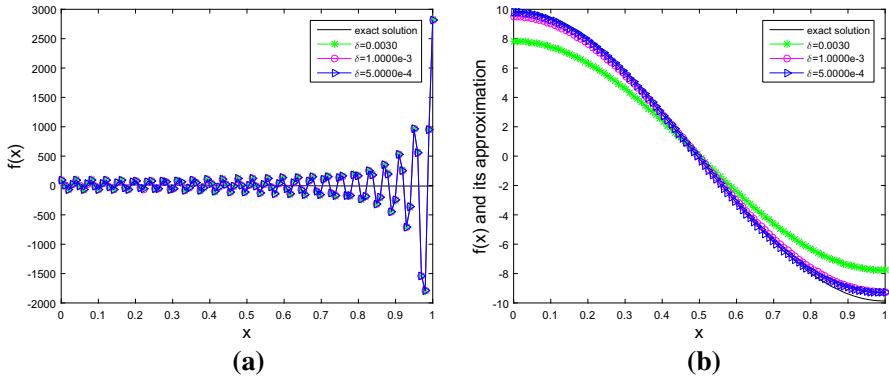 3000
2500
2000
1500
1000
500
0
-500
-1000
-1500
-2000
f(x)
0 0.1 0.2 0.3 0.4 0.5 0.6 0.7 0.8 0.9 1
x
exact solution
δ=0.0030
δ=1.0000e-3
δ=5.0000e-4
(a)
10
8
6
4
2
0
-2
-4
-6
-8
-10
f(x) and its approximation
0 0.1 0.2 0.3 0.4 0.5 0.6 0.7 0.8 0.9 1
x
exact solution
δ=0.0030
δ=1.0000e-3
δ=5.0000e-4
(b)